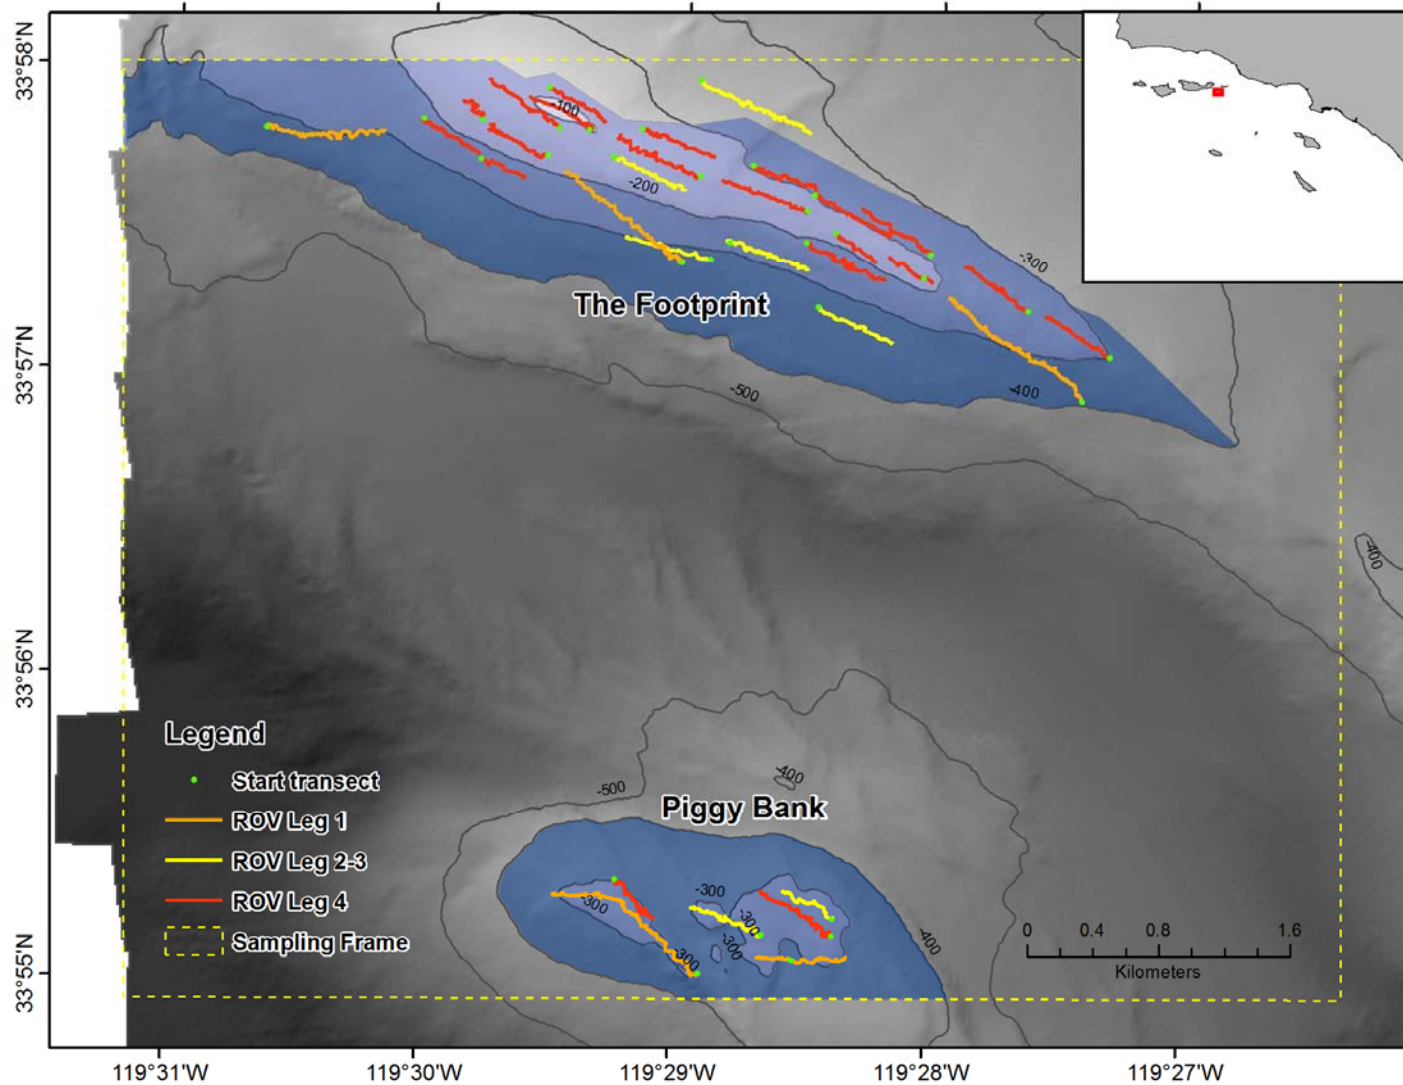 33°58'N
-100
-200
-300
The Footprint
33°57'N
-400
-500
-400
33°56'N
Legend
Start transect
ROV Leg 1
ROV Leg 2-3
ROV Leg 4
Sampling Frame
-400
-500
Piggy Bank
-300
-300
-300
-300
-300
-400
33°55'N
0 0.4 0.8 1.6
Kilometers
119°31'W 119°30'W 119°29'W 119°28'W 119°27'W